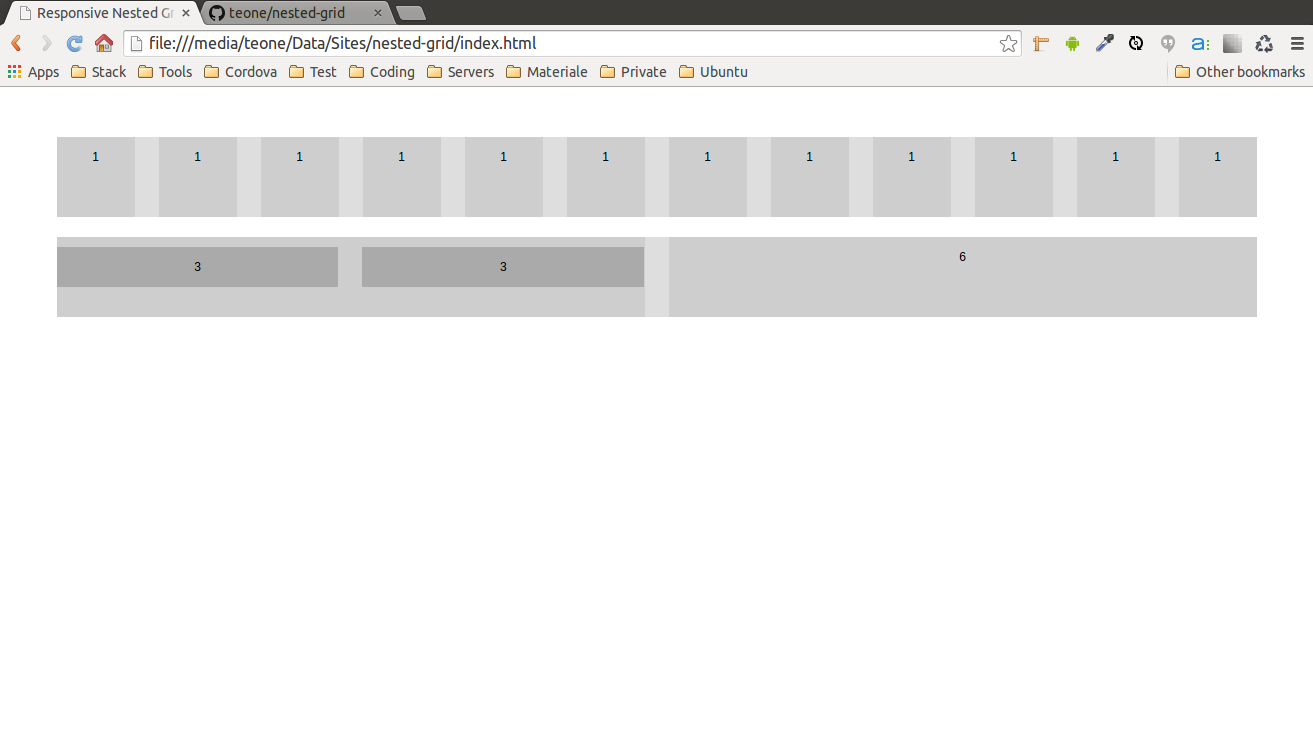 Responsive Nested Gr
teone/nested-grid
file:///media/teone/Data/Sites/nested-grid/index.html
Apps Stack Tools Cordova Test Coding Servers Materiale Private Ubuntu Other bookmarks
1 1 1 1 1 1 1 1 1 1 1 1
3 3 6